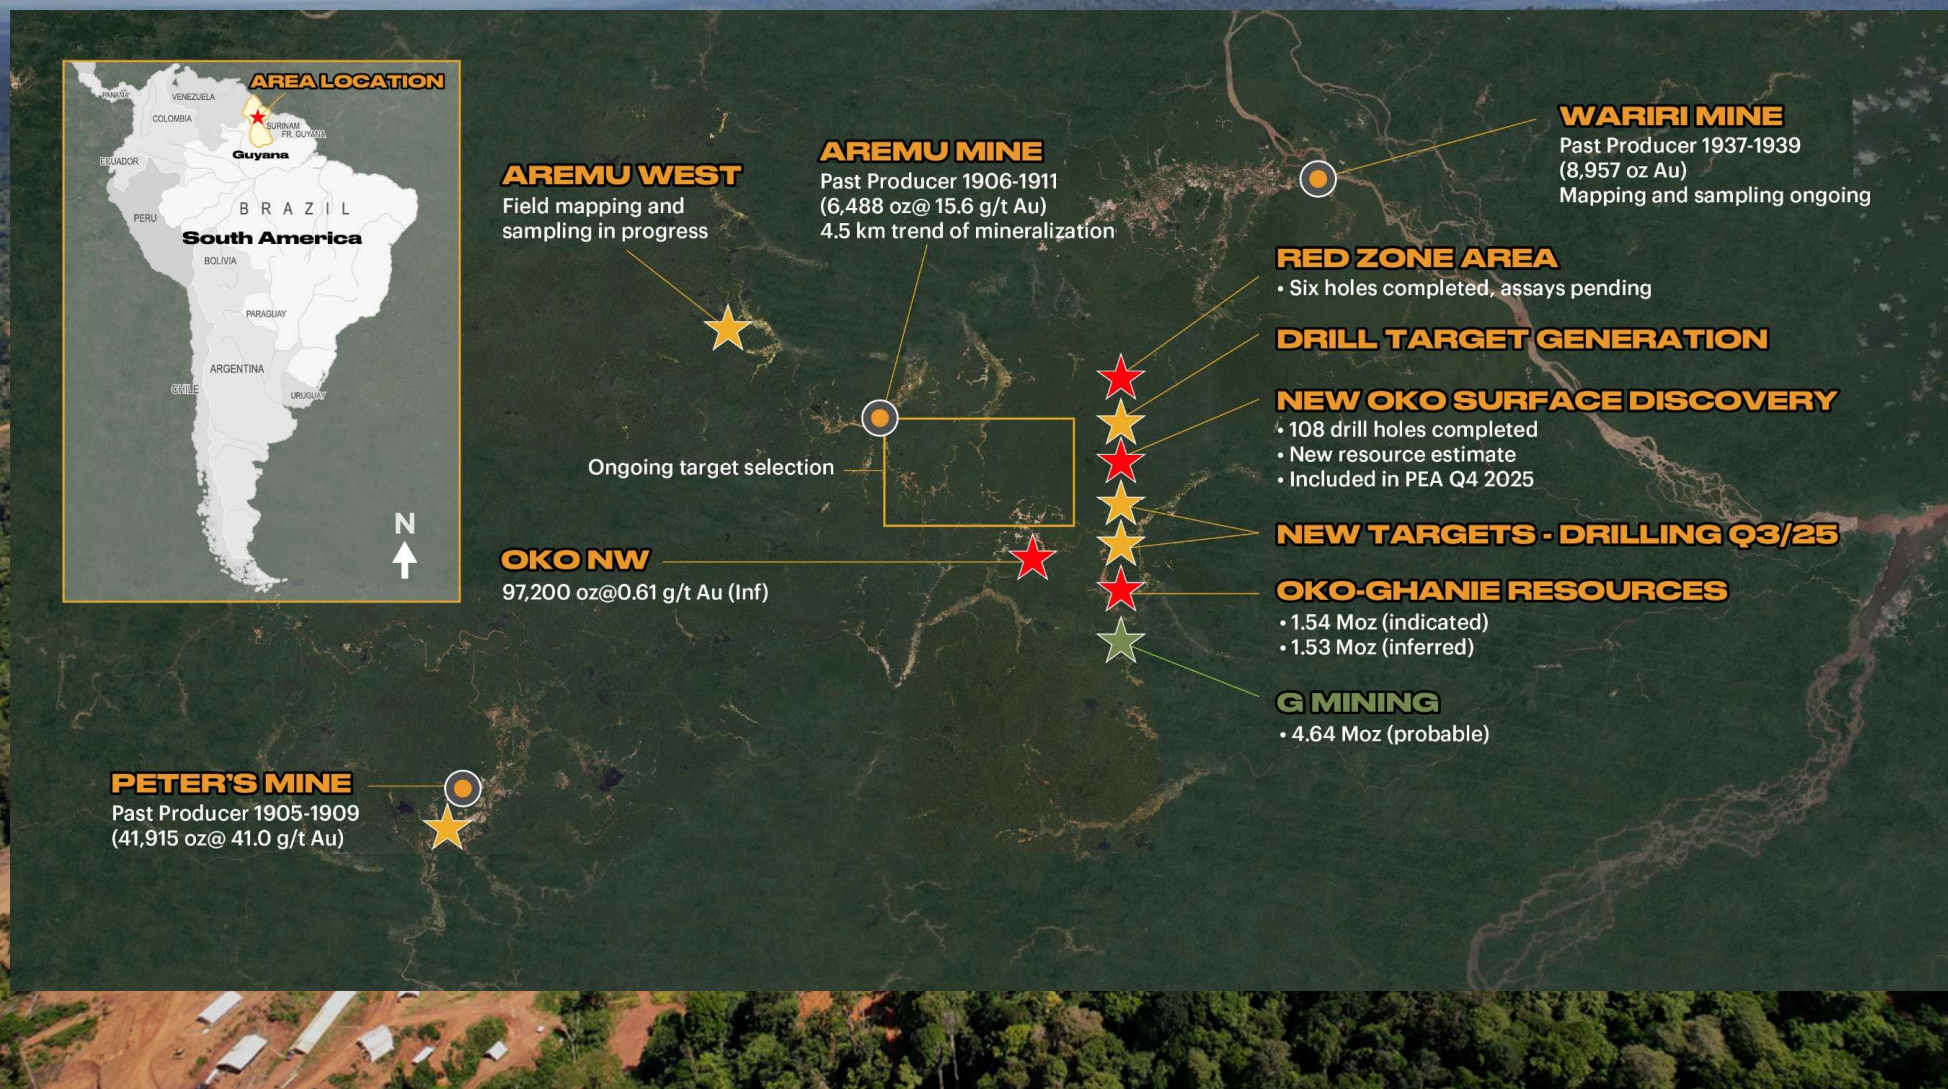 AREA LOCATION
PANAMA
VENEZUELA
COLOMBIA
SURINAM
FR. GUYANA
Guyana
ECUADOR
PERU
BRAZIL
South America
BOLIVIA
PARAGUAY
ARGENTINA
CHILE
URUGUAY
N
AREMU WEST
Field mapping and
sampling in progress
AREMU MINE
Past Producer 1906-1911
(6,488 oz@ 15.6 g/t Au)
4.5 km trend of mineralization
WARIRI MINE
Past Producer 1937-1939
(8,957 oz Au)
Mapping and sampling ongoing
RED ZONE AREA
• Six holes completed, assays pending
DRILL TARGET GENERATION
NEW OKO SURFACE DISCOVERY
• 108 drill holes completed
• New resource estimate
• Included in PEA Q4 2025
Ongoing target selection
NEW TARGETS - DRILLING Q3/25
OKO NW
97,200 oz@0.61 g/t Au (Inf)
OKO-GHANIE RESOURCES
• 1.54 Moz (indicated)
• 1.53 Moz (inferred)
G MINING
• 4.64 Moz (probable)
PETER'S MINE
Past Producer 1905-1909
(41,915 oz@ 41.0 g/t Au)